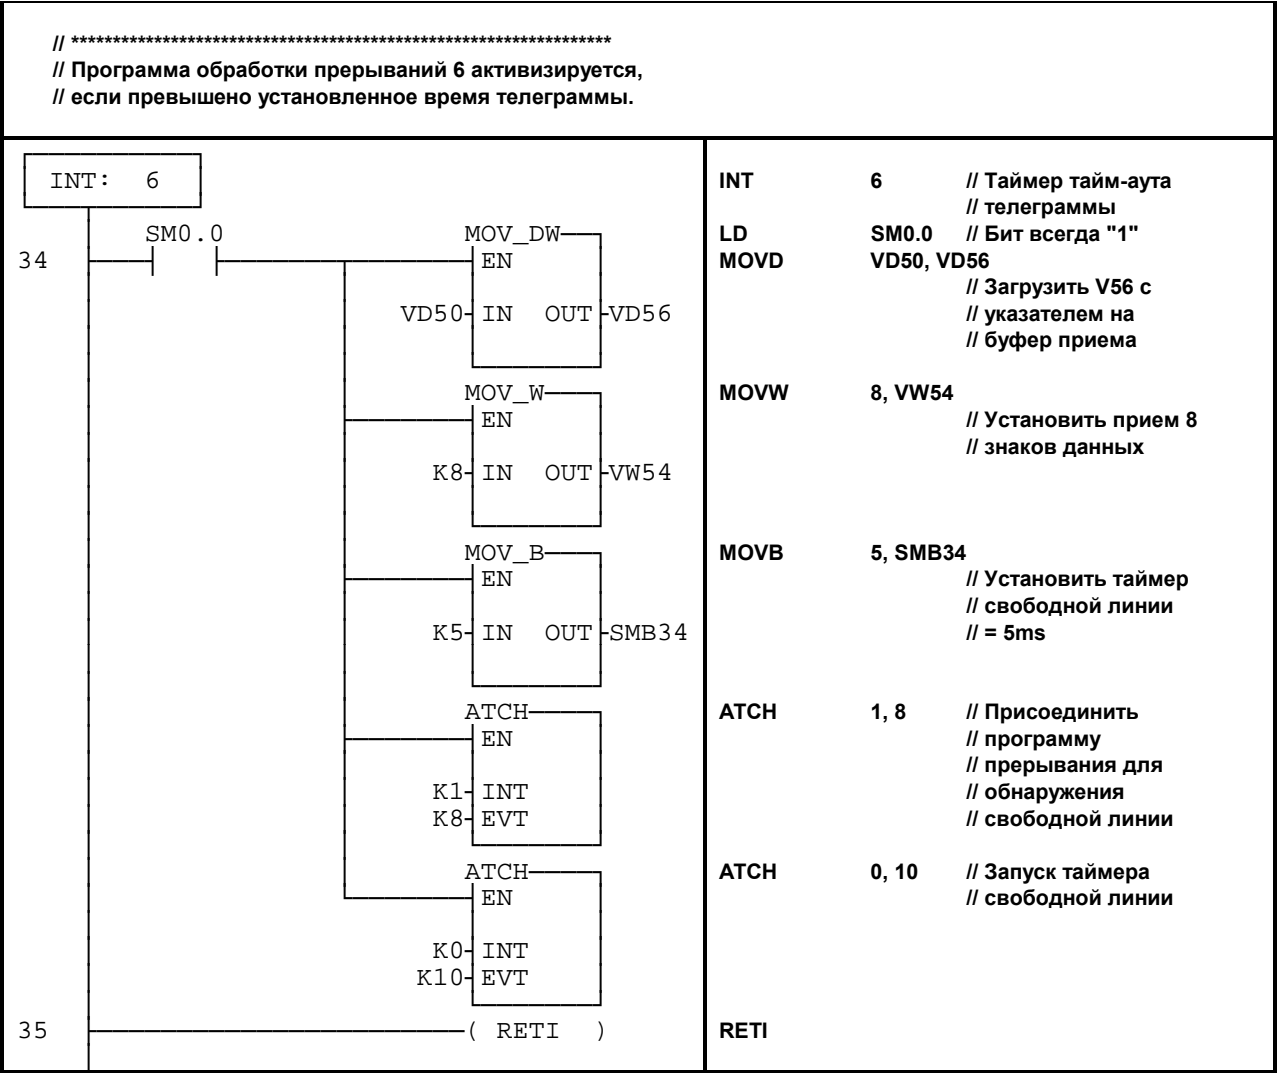 // *****************************************************************
// Программа обработки прерываний 6 активизируется,
// если превышено установленное время телеграммы.
INT: 6
SM0.0
34
MOV_DW
EN
VD50 IN OUT VD56
MOV_W
EN
K8 IN OUT VW54
MOV_B
EN
K5 IN OUT SMB34
ATCH
EN
K1 INT
K8 EVT
ATCH
EN
K0 INT
K10 EVT
35 ( RETI )
INT 6 // Таймер тайм-аута
// телеграммы
LD SM0.0 // Бит всегда "1"
MOVD VD50, VD56
// Загрузить V56 с
// указателем на
// буфер приема
MOVW 8, VW54
// Установить прием 8
// знаков данных
MOVB 5, SMB34
// Установить таймер
// свободной линии
// = 5ms
ATCH 1, 8 // Присоединить
// программу
// прерывания для
// обнаружения
// свободной линии
ATCH 0, 10 // Запуск таймера
// свободной линии
RETI